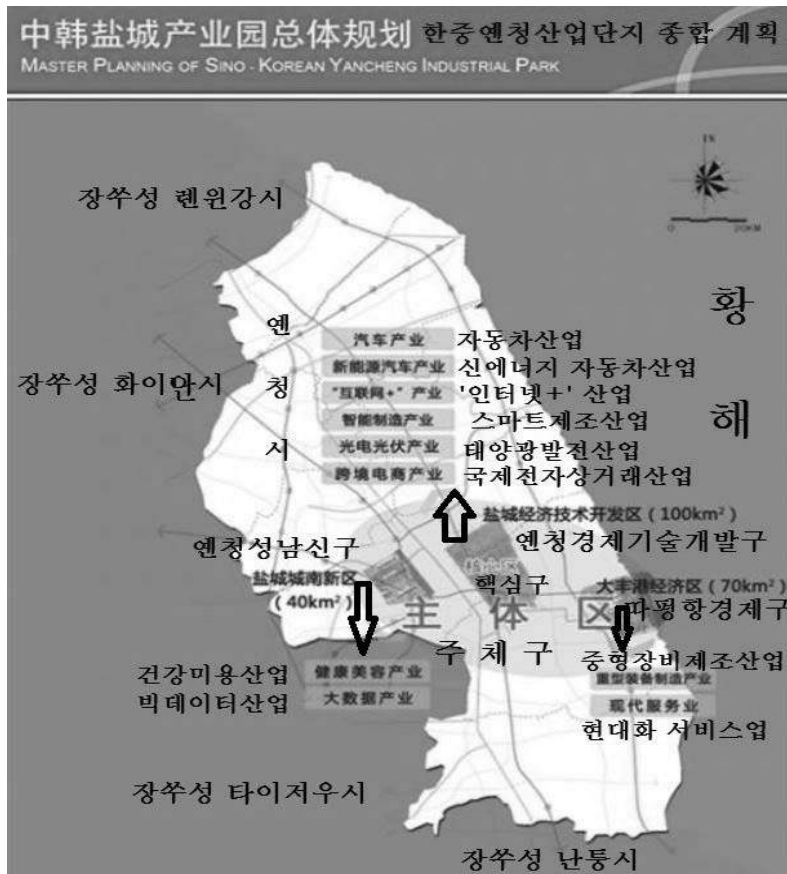 中韩盐城产业园总体规划 한중옌청산업단지 종합 계획
MASTER PLANNING OF SINO - KOREAN YANCHENG INDUSTRIAL PARK
N
장쑤성 롄윈강시
0 20KM
황
해
옌
청
시
汽车产业 자동차산업
新能源汽车产业 신에너지 자동차산업
장쑤성 화이안시
"互联网+"产业 '인터넷+' 산업
智能制造产业 스마트제조산업
光电光伏产业 태양광발전산업
跨境电商产业 국제전자상거래산업
盐城经济技术开发区（100km²）
옌청경제기술개발구
옌청성남신구
盐城城南新区
（40km²）
核心区
핵심구
大丰港经济区（70km²）
따펑항경제구
主体区
주체구
중형장비제조산업
重型装备制造产业
건강미용산업 健康美容产业
빅데이터산업 大数据产业
现代服务业
현대화 서비스업
장쑤성 타이저우시
장쑤성 난퉁시